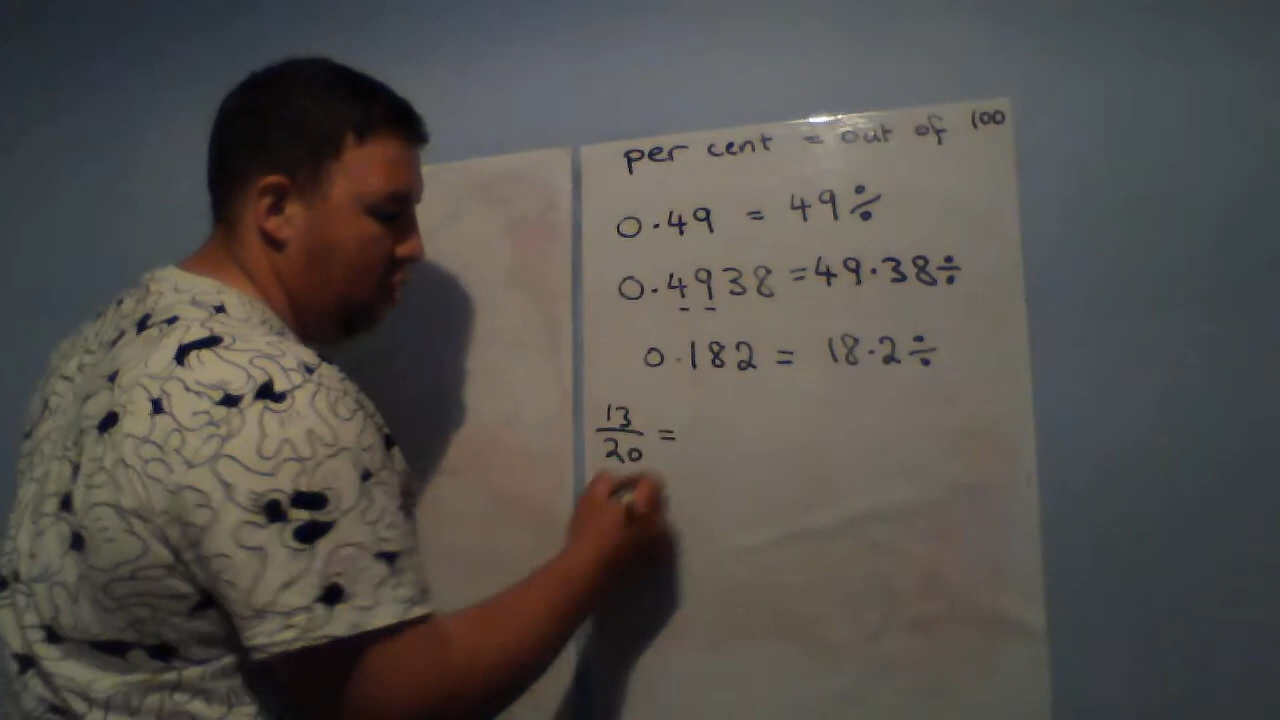 per cent = out of 100
0.49 = 49÷
0.4938 = 49.38÷
0.182 = 18.2÷
13
20 =